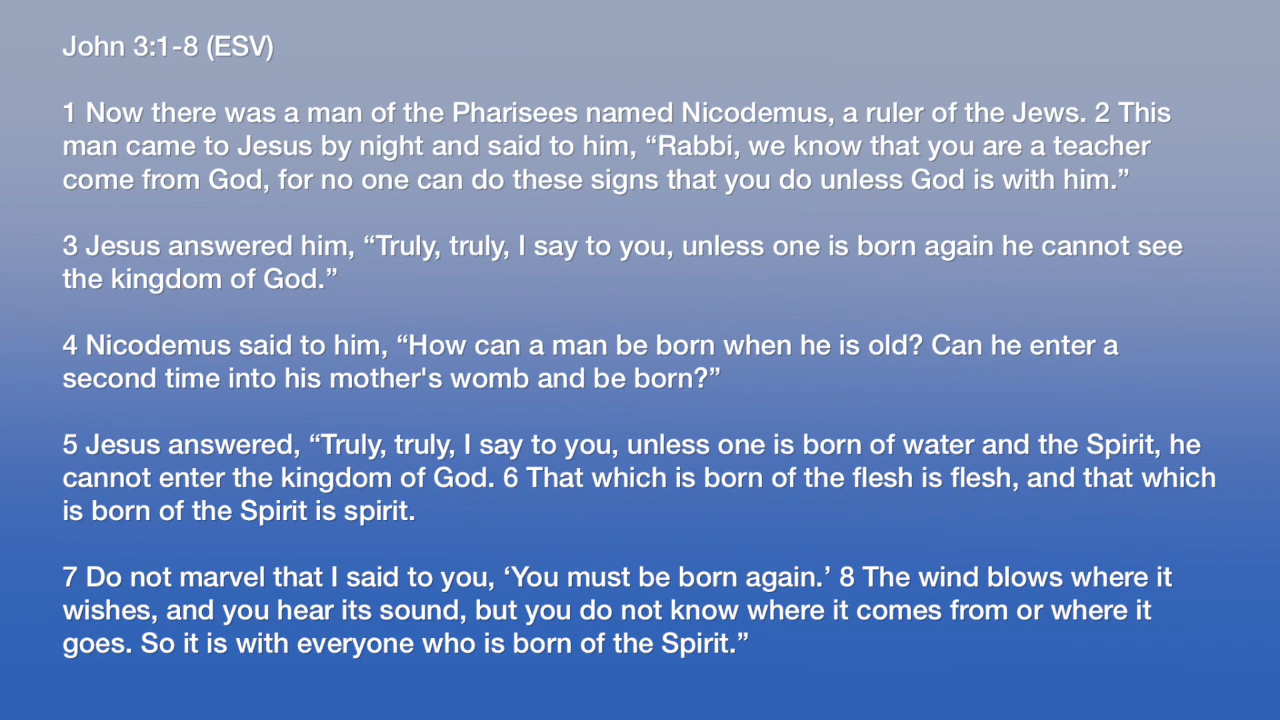 John 3:1-8 (ESV)
1 Now there was a man of the Pharisees named Nicodemus, a ruler of the Jews. 2 This
man came to Jesus by night and said to him, “Rabbi, we know that you are a teacher
come from God, for no one can do these signs that you do unless God is with him.”
3 Jesus answered him, “Truly, truly, I say to you, unless one is born again he cannot see
the kingdom of God.”
4 Nicodemus said to him, “How can a man be born when he is old? Can he enter a
second time into his mother's womb and be born?”
5 Jesus answered, “Truly, truly, I say to you, unless one is born of water and the Spirit, he
cannot enter the kingdom of God. 6 That which is born of the flesh is flesh, and that which
is born of the Spirit is spirit.
7 Do not marvel that I said to you, ‘You must be born again.’ 8 The wind blows where it
wishes, and you hear its sound, but you do not know where it comes from or where it
goes. So it is with everyone who is born of the Spirit.”